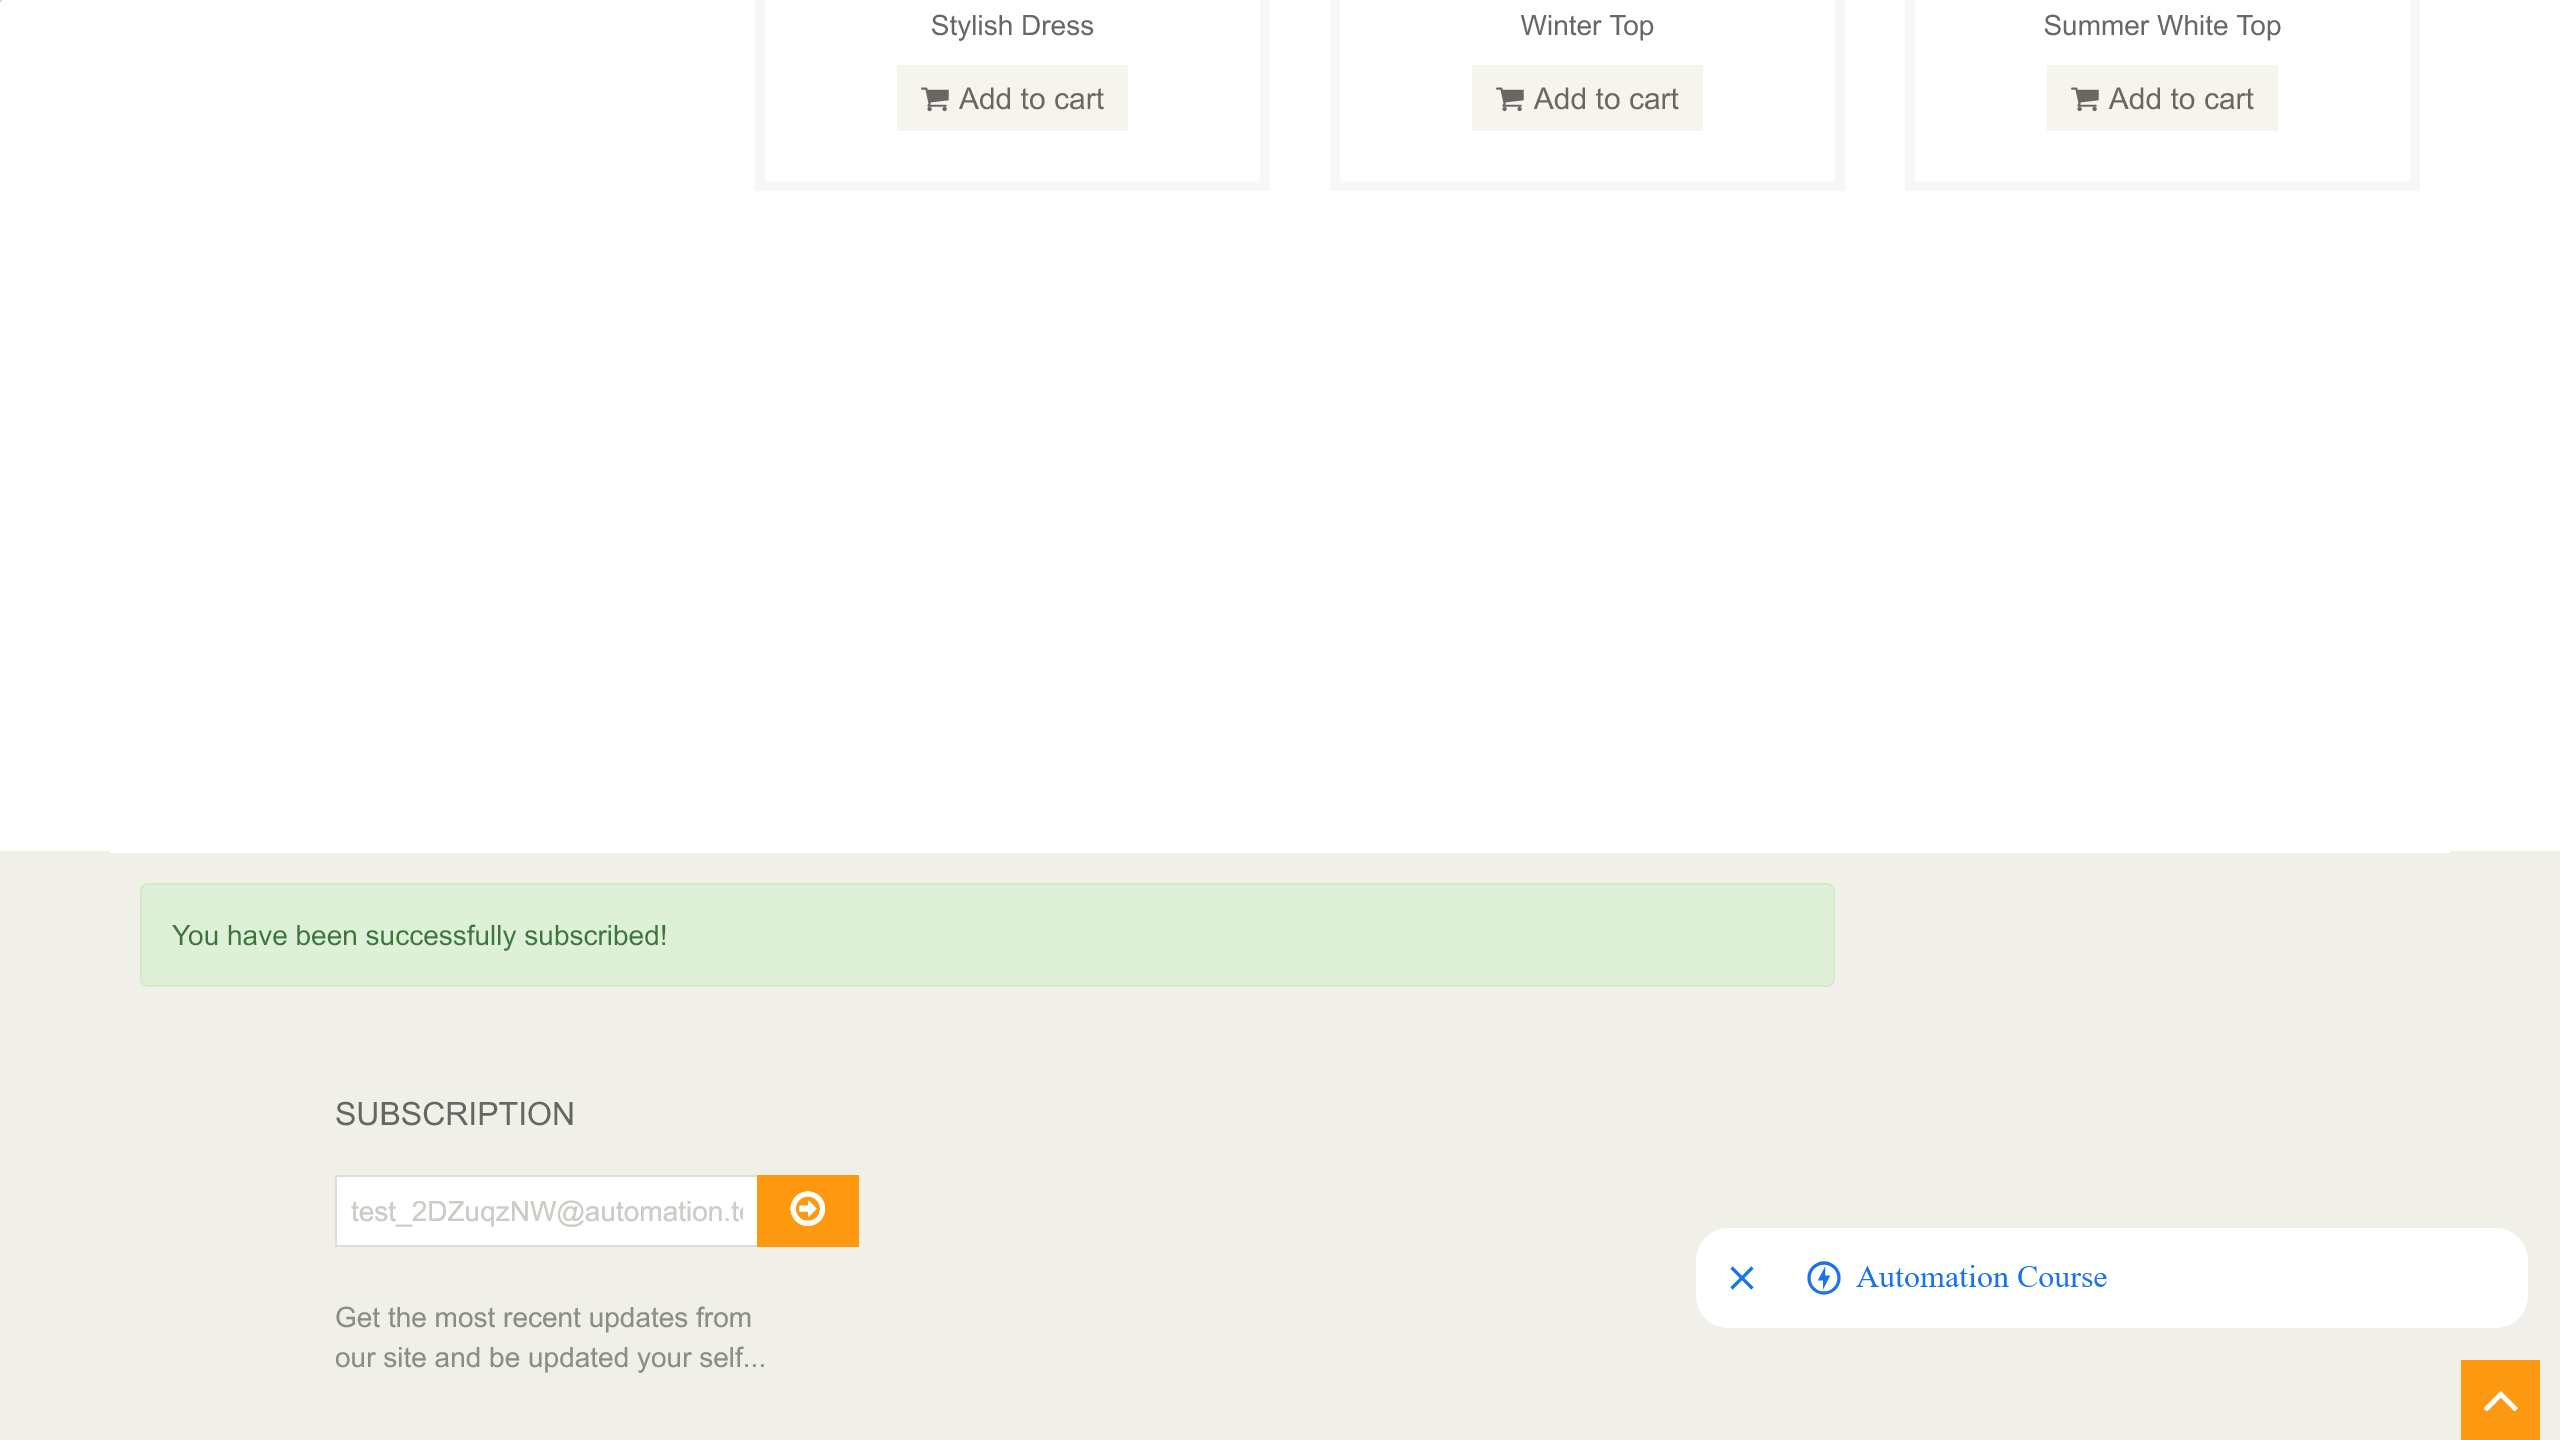 Stylish Dress
Winter Top
Summer White Top
Add to cart
Add to cart
Add to cart
You have been successfully subscribed!
SUBSCRIPTION
test_2DZuqzNW@automation.te
Automation Course
Get the most recent updates from
our site and be updated your self...